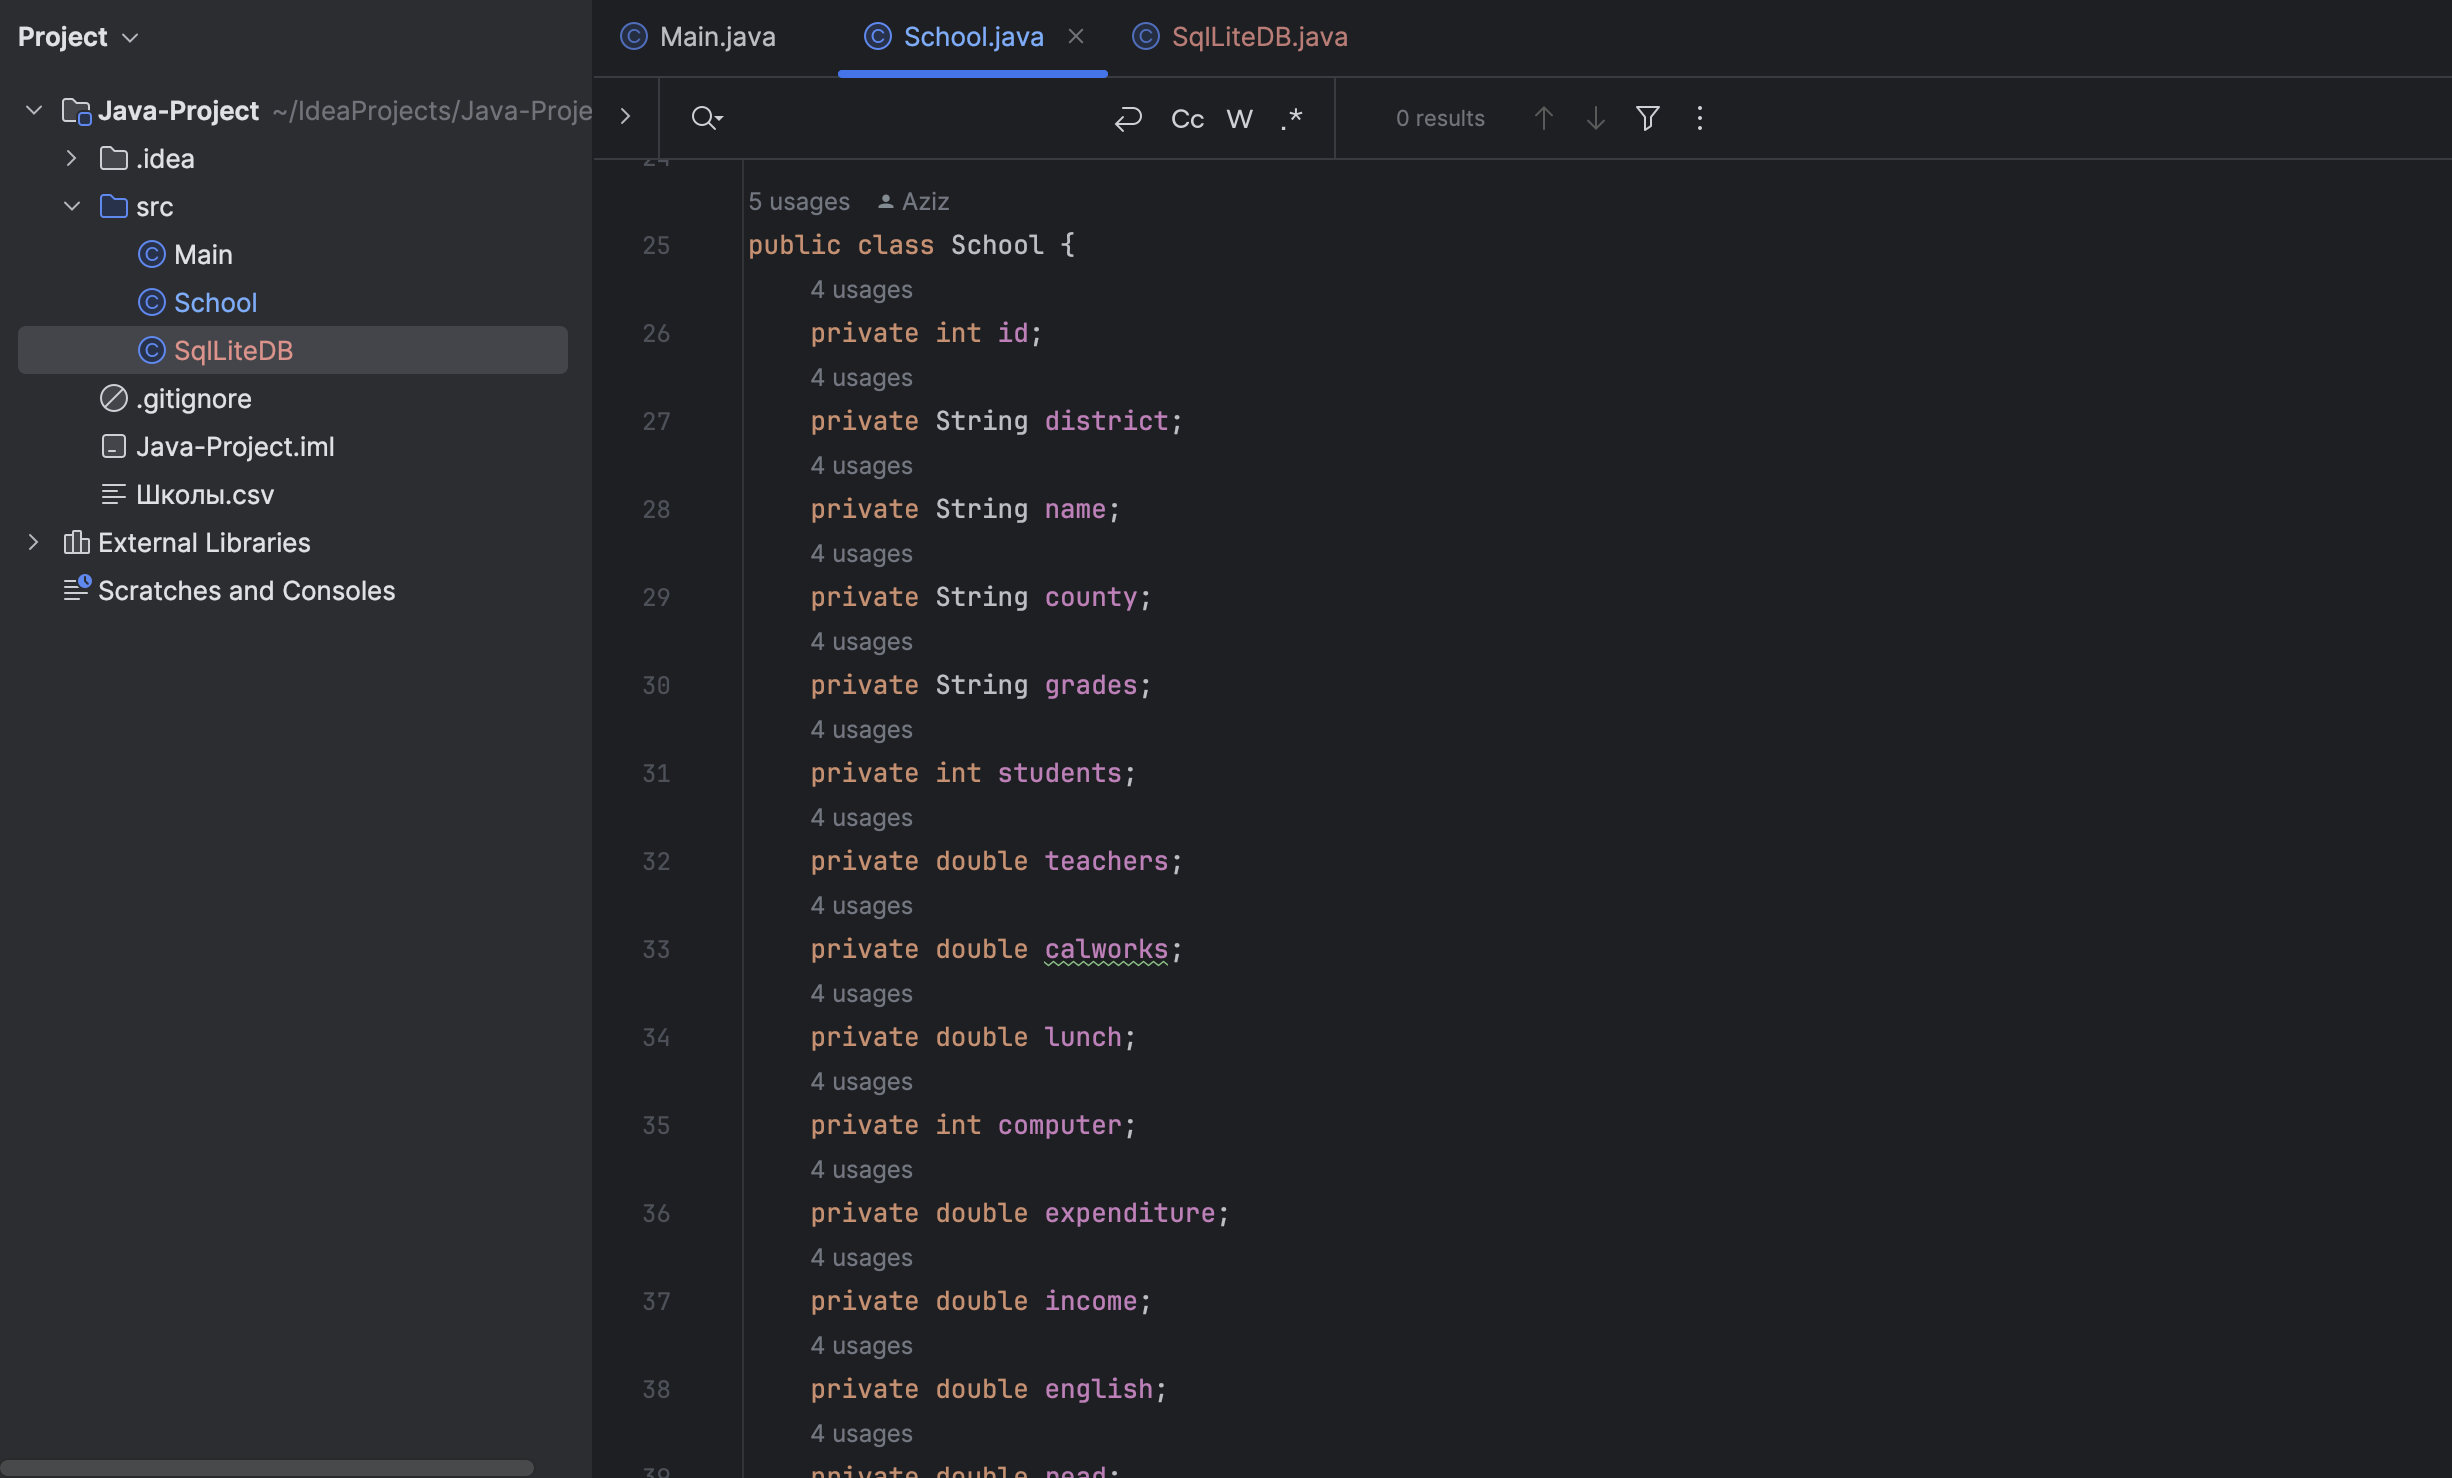 Project
Java-Project ~/IdeaProjects/Java-Proje
.idea
src
Main
School
SqlLiteDB
.gitignore
Java-Project.iml
Школы.csv
External Libraries
Scratches and Consoles
Main.java School.java SqlLiteDB.java
Cc W .* 0 results
24
5 usages Aziz
25 public class School {
4 usages
26 private int id;
4 usages
27 private String district;
4 usages
28 private String name;
4 usages
29 private String county;
4 usages
30 private String grades;
4 usages
31 private int students;
4 usages
32 private double teachers;
4 usages
33 private double calworks;
4 usages
34 private double lunch;
4 usages
35 private int computer;
4 usages
36 private double expenditure;
4 usages
37 private double income;
4 usages
38 private double english;
4 usages
39 private double read;